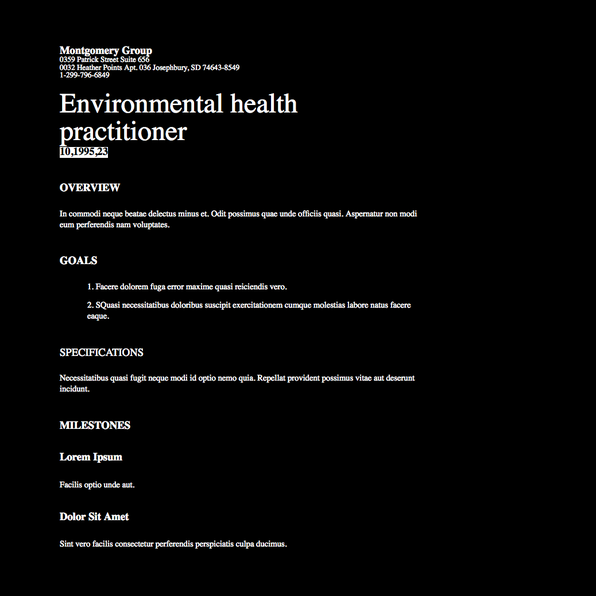 Montgomery Group
0359 Patrick Street Suite 656
0032 Heather Points Apt. 036 Josephbury, SD 74643-8549
1-299-796-6849
Environmental health
practitioner
10,1995,23
OVERVIEW
In commodi neque beatae delectus minus et. Odit possimus quae unde officiis quasi. Aspernatur non modi
eum perferendis nam voluptates.
GOALS
1. Facere dolorem fuga error maxime quasi reiciendis vero.
2. SQuasi necessitatibus doloribus suscipit exercitationem cumque molestias labore natus facere
eaque.
SPECIFICATIONS
Necessitatibus quasi fugit neque modi id optio nemo quia. Repellat provident possimus vitae aut deserunt
incidunt.
MILESTONES
Lorem Ipsum
Facilis optio unde aut.
Dolor Sit Amet
Sint vero facilis consectetur perferendis perspiciatis culpa ducimus.